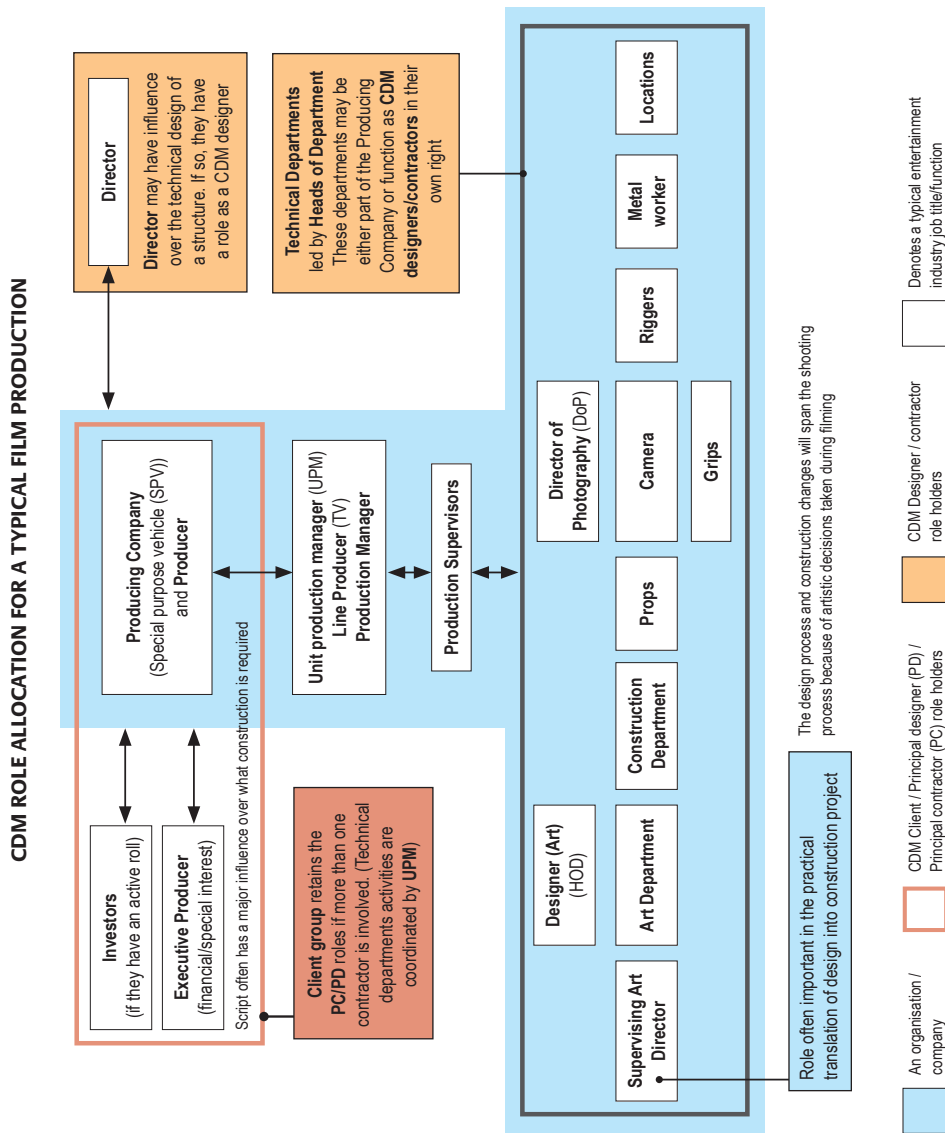 CDM ROLE ALLOCATION FOR A TYPICAL FILM PRODUCTION
Investors
(if they have an active roll)
Executive Producer
(financial/special interest)
Script often has a major influence over what construction is required
Producing Company
(Special purpose vehicle (SPV))
and Producer
Director
Director may have influence
over the technical design of
a structure. If so, they have
a role as a CDM designer
Client group retains the
PC/PD roles if more than one
contractor is involved. (Technical
departments activities are
coordinated by UPM)
Unit production manager (UPM)
Line Producer (TV)
Production Manager
Production Supervisors
Technical Departments
led by Heads of Department
These departments may be
either part of the Producing
Company or function as CDM
designers/contractors in their
own right
Designer (Art)
(HOD)
Director of
Photography (DoP)
Supervising Art
Director
Art Department
Construction
Department
Props
Camera
Riggers
Metal
worker
Locations
Grips
Role often important in the practical
translation of design into construction project
The design process and construction changes will span the shooting
process because of artistic decisions taken during filming
An organisation /
company
CDM Client / Principal designer (PD) /
Principal contractor (PC) role holders
CDM Designer / contractor
role holders
Denotes a typical entertainment
industry job title/function